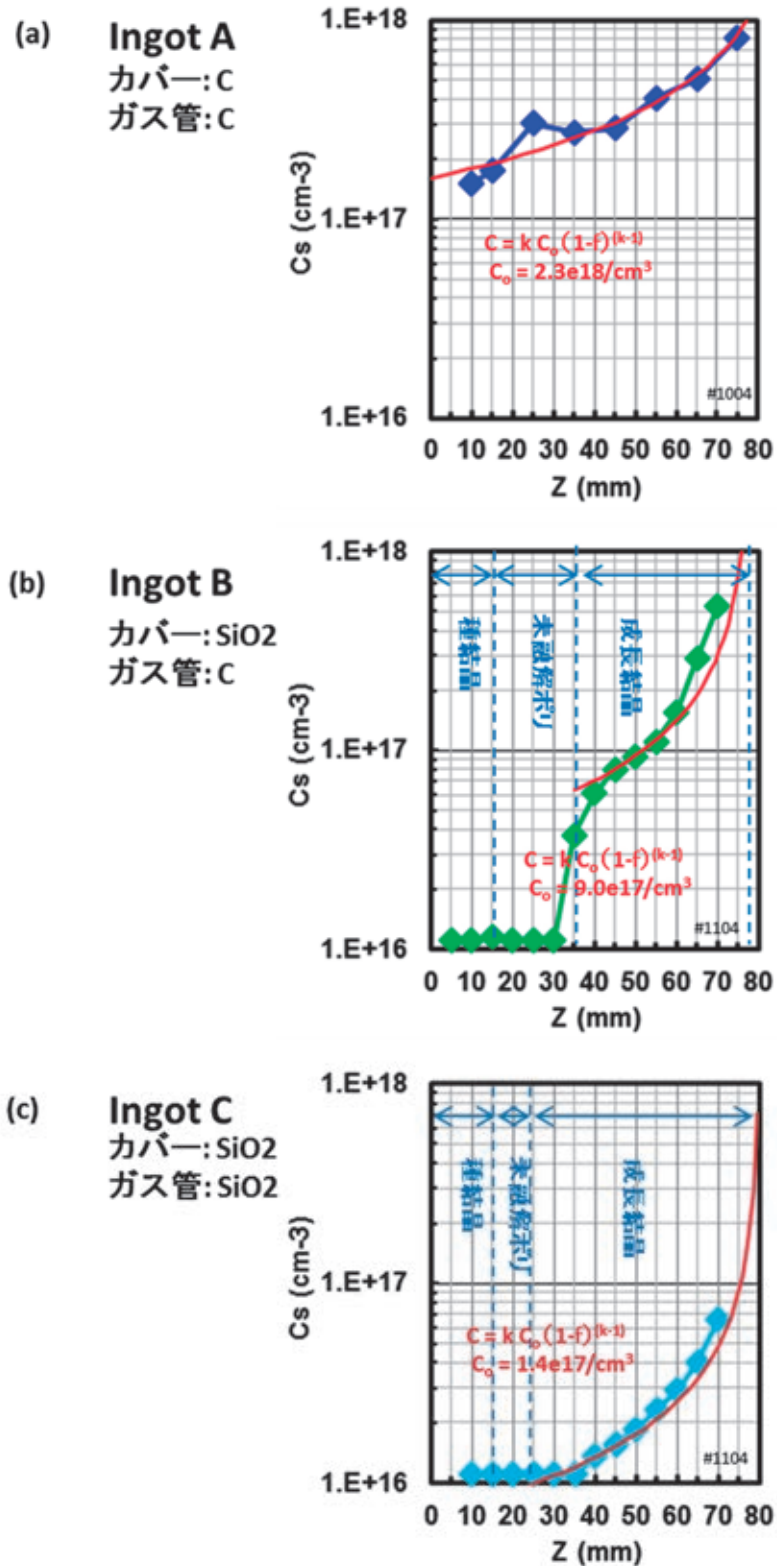 (a)
Ingot A
カバー: C
ガス管: C
Cs (cm-3)
1.E+18
1.E+17
1.E+16
C = k Co (1-f)^(k-1)
Co = 2.3e18/cm³
#1004
0 10 20 30 40 50 60 70 80
Z (mm)
(b)
Ingot B
カバー: SiO2
ガス管: C
Cs (cm-3)
1.E+18
1.E+17
1.E+16
種結晶
未融解ポリ
成長結晶
C = k Co (1-f)^(k-1)
Co = 9.0e17/cm³
#1104
0 10 20 30 40 50 60 70 80
Z (mm)
(c)
Ingot C
カバー: SiO2
ガス管: SiO2
Cs (cm-3)
1.E+18
1.E+17
1.E+16
種結晶
未融解ポリ
成長結晶
C = k Co (1-f)^(k-1)
Co = 1.4e17/cm³
#1104
0 10 20 30 40 50 60 70 80
Z (mm)